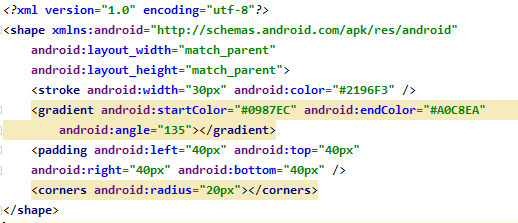 <?xml version="1.0" encoding="utf-8"?>
<shape xmlns:android="http://schemas.android.com/apk/res/android"
    android:layout_width="match_parent"
    android:layout_height="match_parent">
    <stroke android:width="30px" android:color="#2196F3" />
    <gradient android:startColor="#0987EC" android:endColor="#A0C8EA"
        android:angle="135"></gradient>
    <padding android:left="40px" android:top="40px"
    android:right="40px" android:bottom="40px" />
    <corners android:radius="20px"></corners>
</shape>